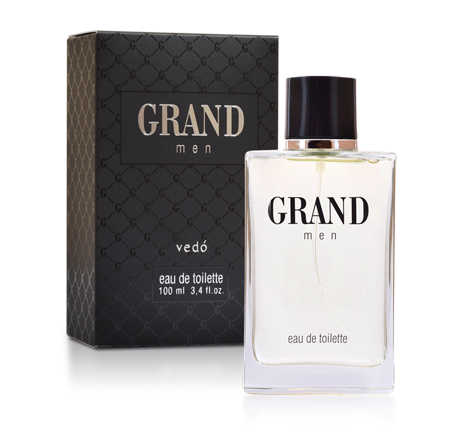 GRAND
men
vedó
eau de toilette
100 ml 3,4 fl.oz.
GRAND
men
eau de toilette